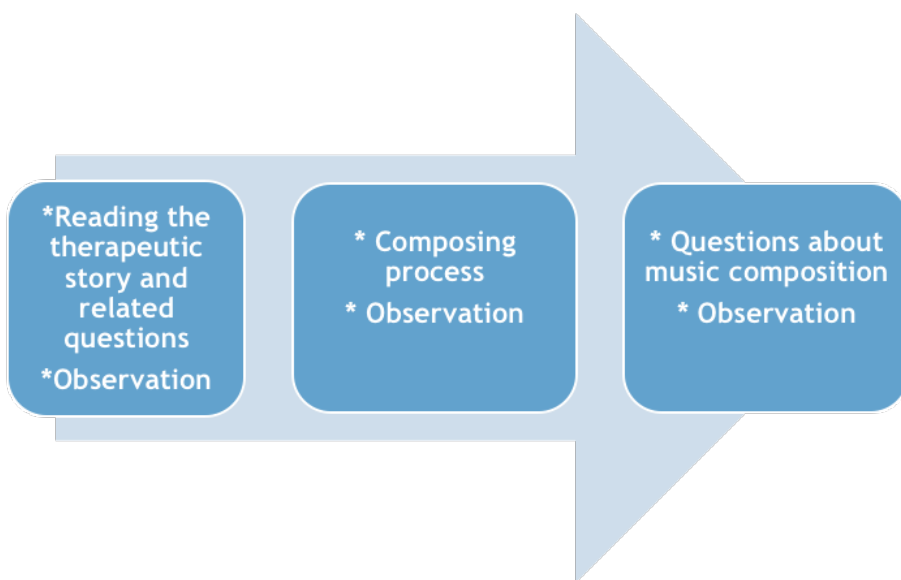 *Reading the
therapeutic
story and
related
questions
*Observation
* Composing
process
* Observation
* Questions about
music composition
* Observation